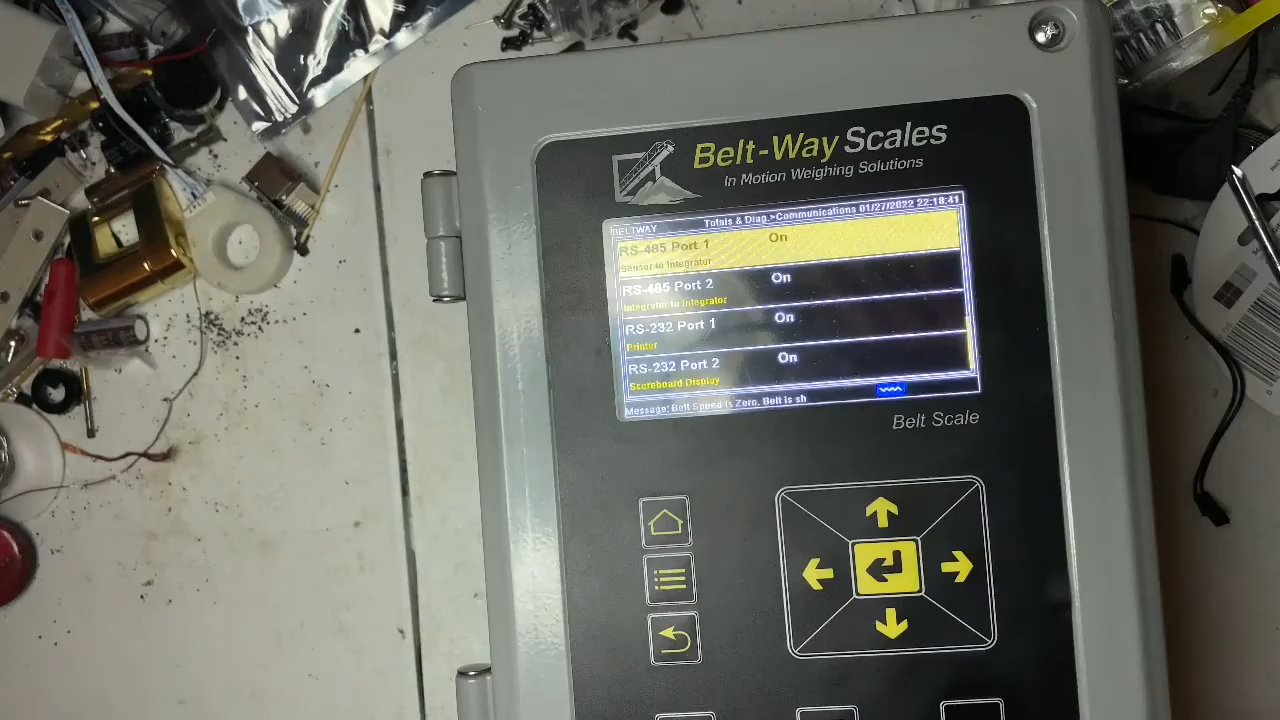 Belt-Way Scales
In Motion Weighing Solutions
BELTWAY Totals & Diag.>Communications 01/27/2022 22:18:41
RS-485 Port 1 On
Sensor to Integrator
RS-485 Port 2 On
Integrator to Integrator
RS-232 Port 1 On
Printer
RS-232 Port 2 On
Scoreboard Display
Message: Belt Speed is Zero. Belt is sh
Belt Scale